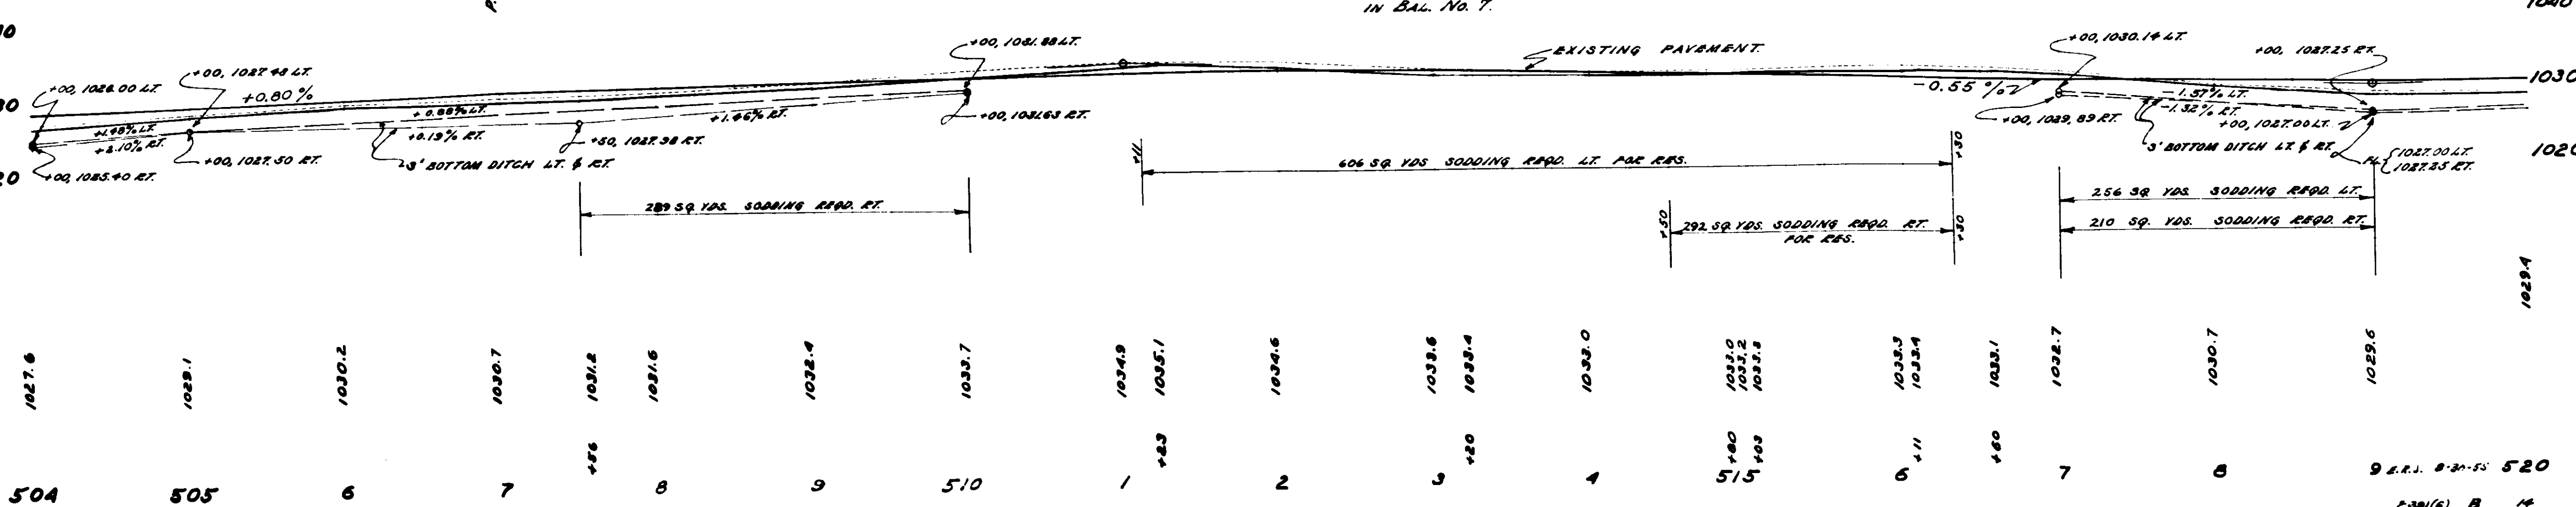 IN BAL. NO. 7.
1040
+00, 1031.88 LT.
EXISTING PAVEMENT
+00, 1030.14 LT.
+00, 1027.25 RT.
+00, 1026.00 LT.
+00, 1027.48 LT.
+0.80%
1030
-0.55%
+1.48% LT.
+2.10% RT.
+0.88% LT.
+0.19% RT.
+1.46% RT.
+00, 1031.63 RT.
-1.57% LT.
-1.32% RT.
+00, 1029.89 RT.
+00, 1027.00 LT.
+00, 1025.40 RT.
+00, 1027.50 RT.
3' BOTTOM DITCH LT. & RT.
+50, 1027.98 RT.
3' BOTTOM DITCH LT. & RT.
FL. { 1027.00 LT.
1027.25 RT.
1020
+11
606 SQ. YDS. SODDING REQD. LT. FOR RES.
+30
289 SQ. YDS. SODDING REQD. RT.
+50
292 SQ. YDS. SODDING REQD. RT.
FOR RES.
+30
256 SQ. YDS. SODDING REQD. LT.
210 SQ. YDS. SODDING REQD. RT.
1027.6
1029.1
1030.2
1030.7
1031.2
1031.6
1032.4
1033.7
1034.9
1035.1
1034.6
1033.6
1033.4
1033.0
1033.0
1033.2
1033.3
1033.3
1033.4
1033.1
1032.7
1030.7
1029.6
1029.4
+56
+23
+20
+80
+03
+11
+60
504
505
6
7
8
9
510
1
2
3
4
515
6
7
8
9
520